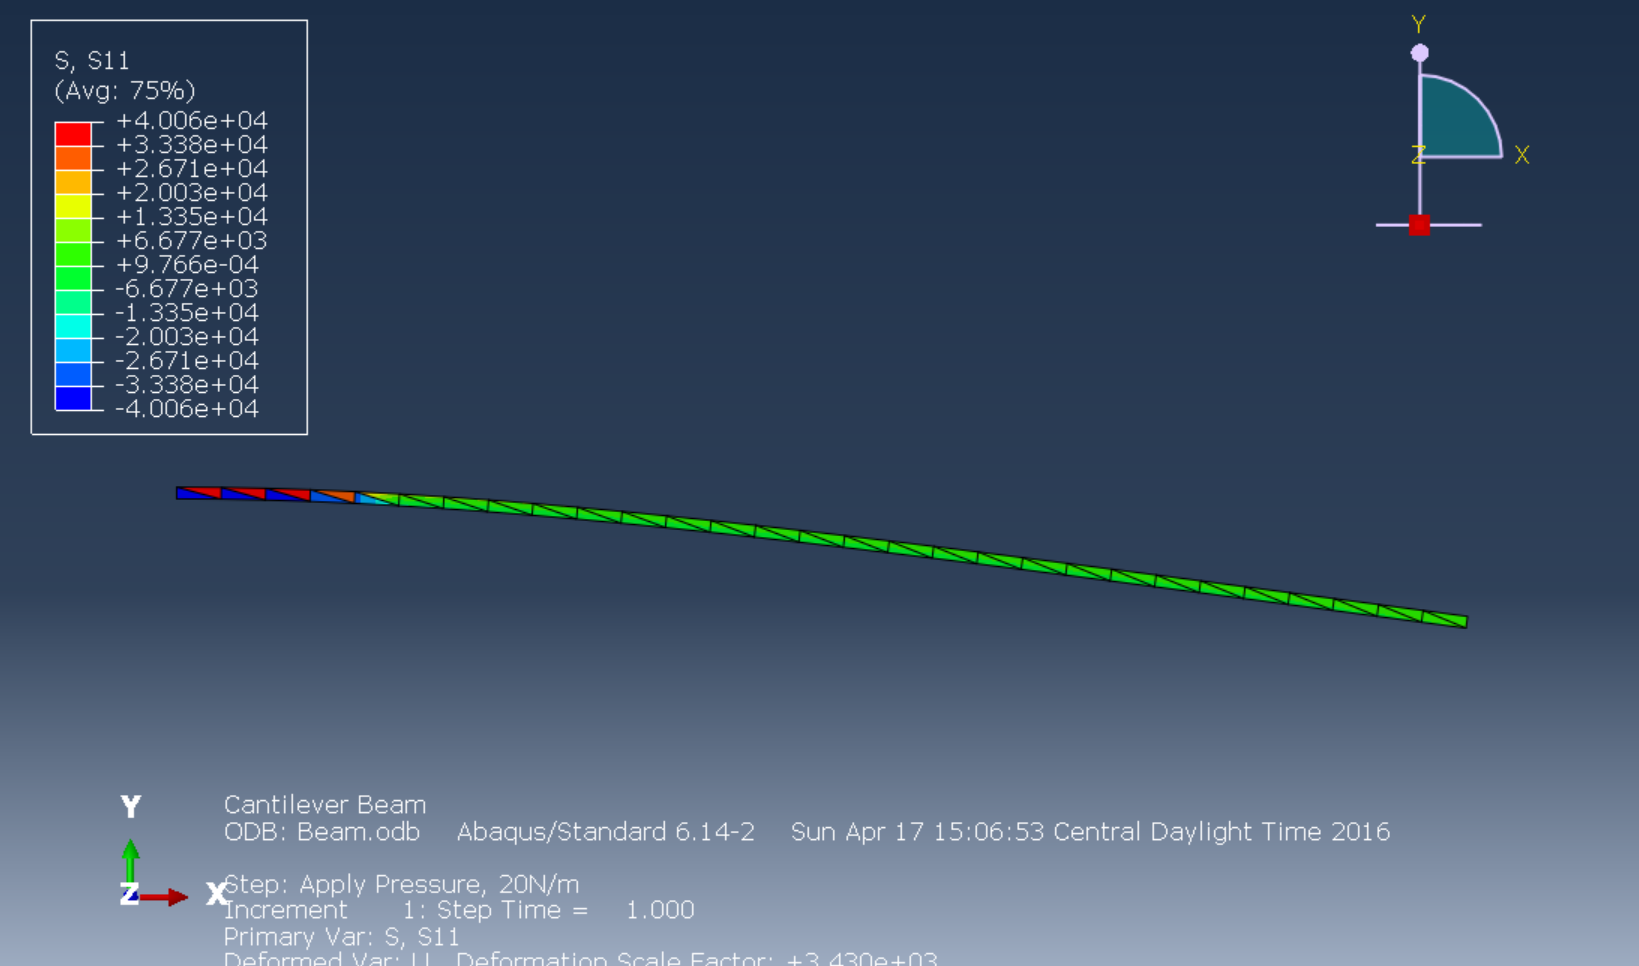 S, S11
(Avg: 75%)
+4.006e+04
+3.338e+04
+2.671e+04
+2.003e+04
+1.335e+04
+6.677e+03
+9.766e-04
-6.677e+03
-1.335e+04
-2.003e+04
-2.671e+04
-3.338e+04
-4.006e+04
Y
Z X
Y
Z X
Cantilever Beam
ODB: Beam.odb Abaqus/Standard 6.14-2 Sun Apr 17 15:06:53 Central Daylight Time 2016
Step: Apply Pressure, 20N/m
Increment 1: Step Time = 1.000
Primary Var: S, S11
Deformed Var: U Deformation Scale Factor: +3.430e+03